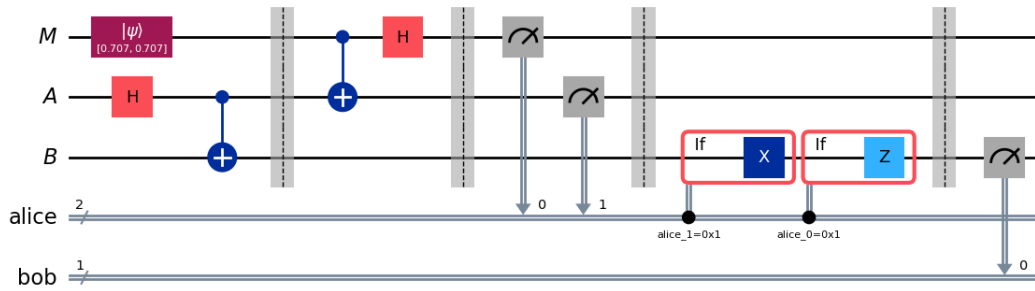 M
|ψ⟩
[0.707, 0.707]
H
A
H
B
If
X
If
Z
alice
2
0
1
alice_1=0x1
alice_0=0x1
bob
1
0